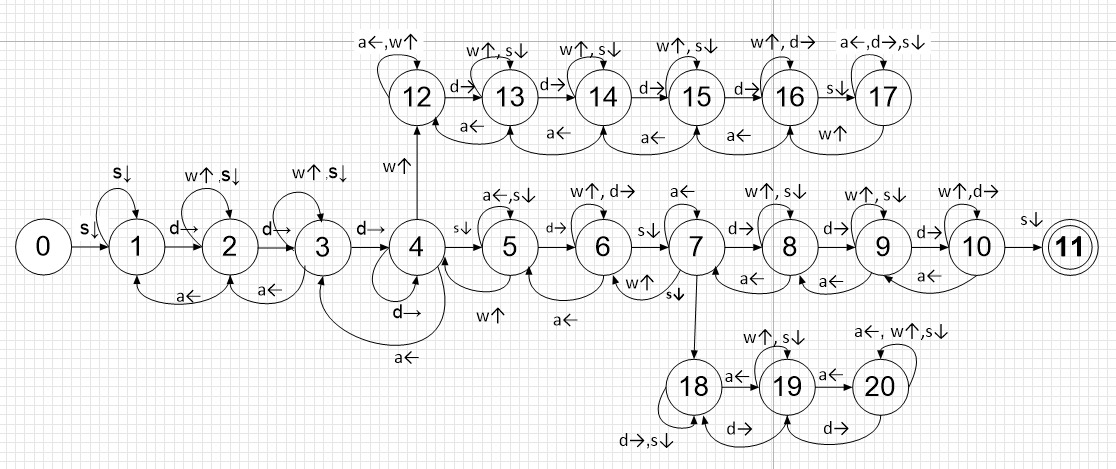 a←,w↑ w↑, s↓ w↑, s↓ w↑, s↓ w↑, d→ a←,d→,s↓
12 d→ 13 d→ 14 d→ 15 d→ 16 s↓ 17
a← a← a← a← w↑
w↑
s↓ w↑ ,s↓ w↑ ,s↓ a←,s↓ w↑, d→ a← w↑, s↓ w↑, s↓ w↑,d→
0 s↓ 1 d→ 2 d→ 3 d→ 4 s↓ 5 d→ 6 s↓ 7 d→ 8 d→ 9 d→ 10 s↓ 11
a← a← d→ w↑ a← w↑ s↓ a← a← a←
a←
w↑, s↓ a←, w↑,s↓
18 a← 19 a← 20
d→,s↓ d→ d→